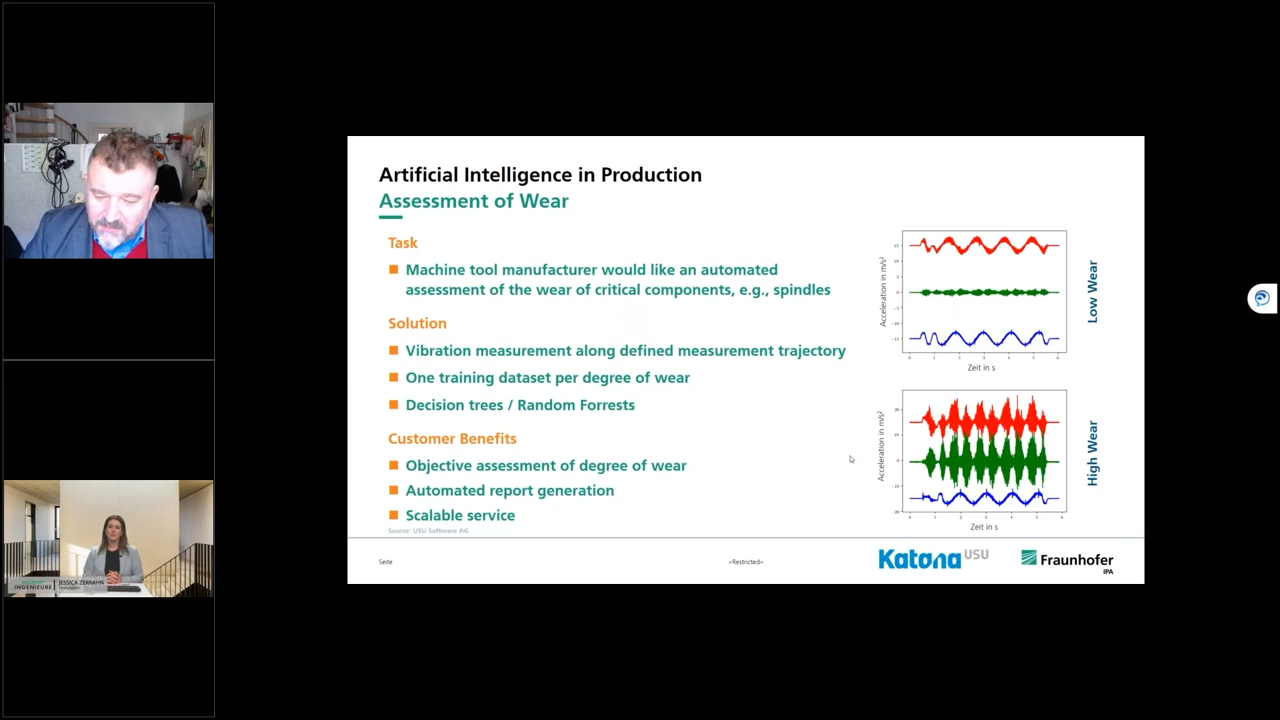 Artificial Intelligence in Production
Assessment of Wear
Task
Machine tool manufacturer would like an automated
assessment of the wear of critical components, e.g., spindles
Solution
Vibration measurement along defined measurement trajectory
One training dataset per degree of wear
Decision trees / Random Forrests
Customer Benefits
Objective assessment of degree of wear
Automated report generation
Scalable service
Source: USU Software AG
Acceleration in m/s²
Zeit in s
Low Wear
Acceleration in m/s²
Zeit in s
High Wear
Seite
»Restricted«
Katana USU
Fraunhofer
IPA
INGENIEURE
JESSICA ZERRAHN